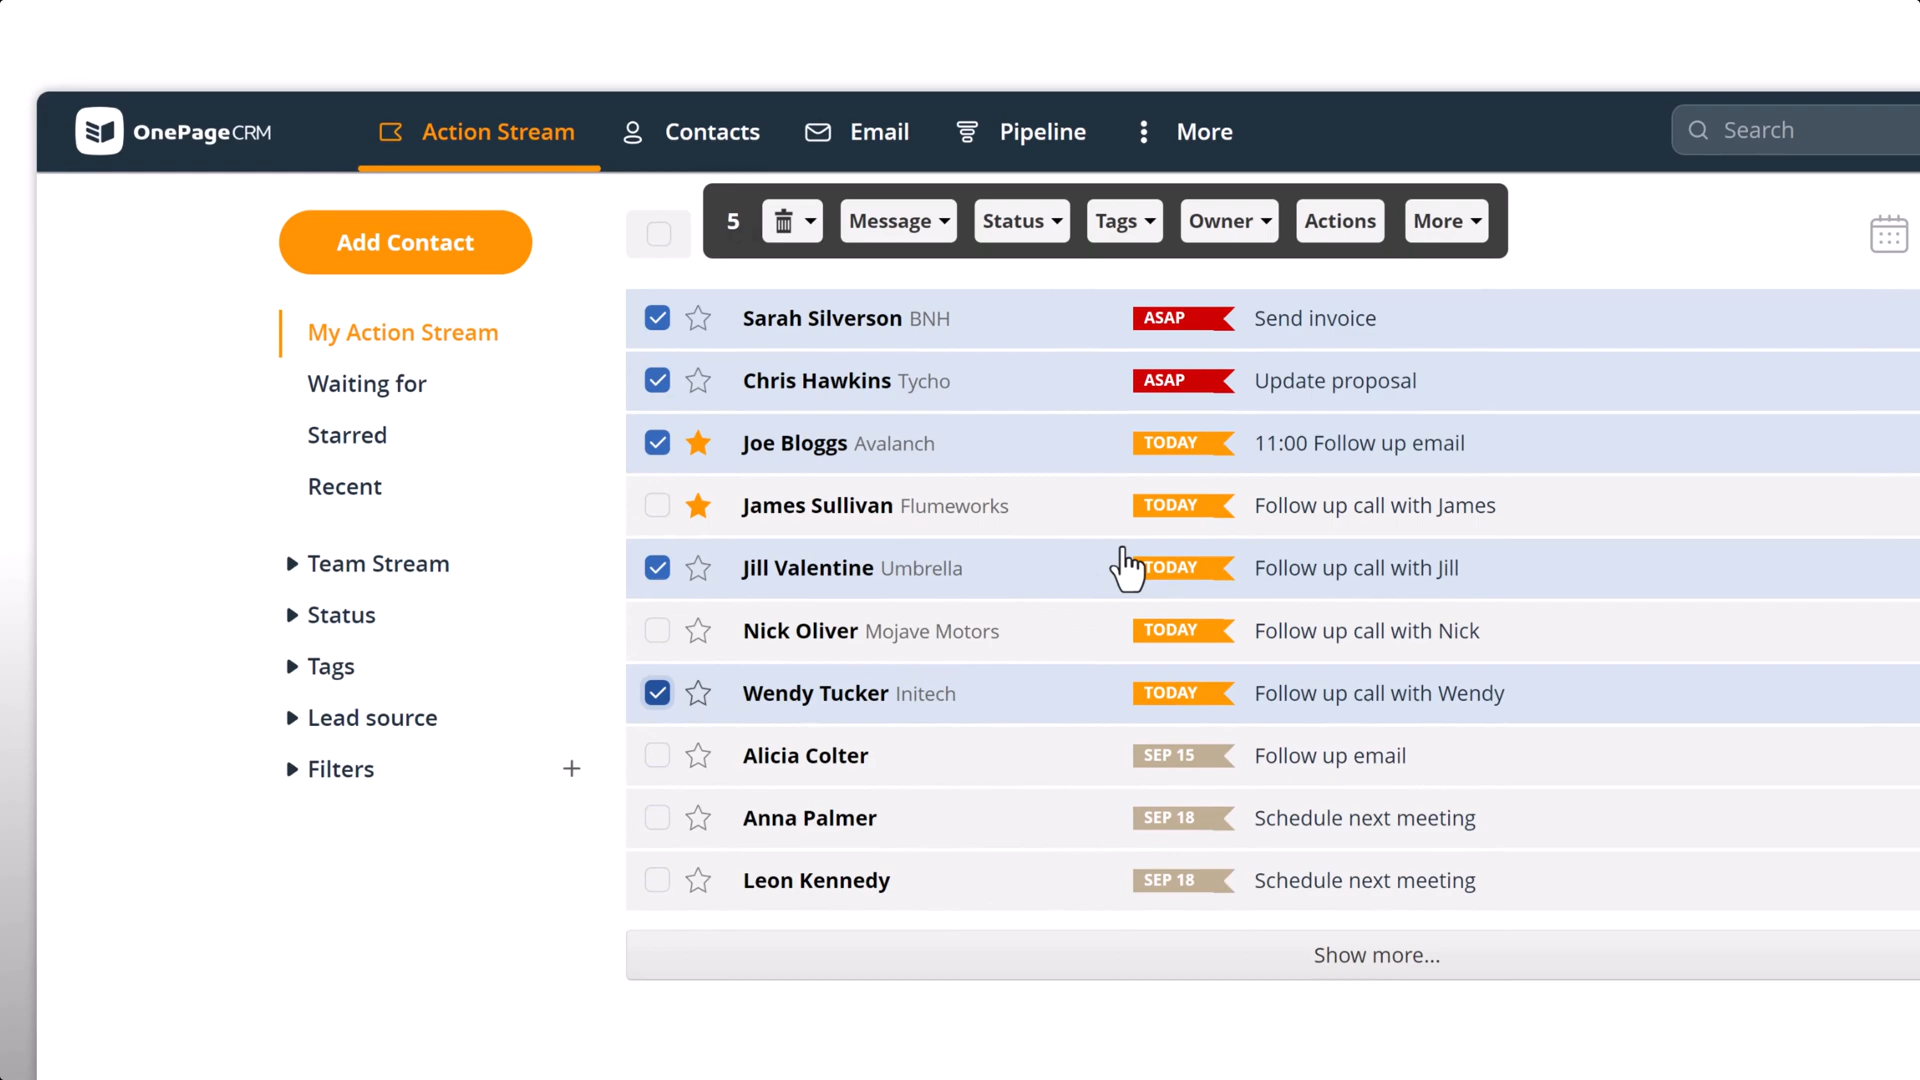 OnePageCRM Action Stream Contacts Email Pipeline More Search
5 Message Status Tags Owner Actions More
Add Contact
My Action Stream
Waiting for
Starred
Recent
Team Stream
Status
Tags
Lead source
Filters +
Sarah Silverson BNH ASAP Send invoice
Chris Hawkins Tycho ASAP Update proposal
Joe Bloggs Avalanch TODAY 11:00 Follow up email
James Sullivan Flumeworks TODAY Follow up call with James
Jill Valentine Umbrella TODAY Follow up call with Jill
Nick Oliver Mojave Motors TODAY Follow up call with Nick
Wendy Tucker Initech TODAY Follow up call with Wendy
Alicia Colter SEP 15 Follow up email
Anna Palmer SEP 18 Schedule next meeting
Leon Kennedy SEP 18 Schedule next meeting
Show more...